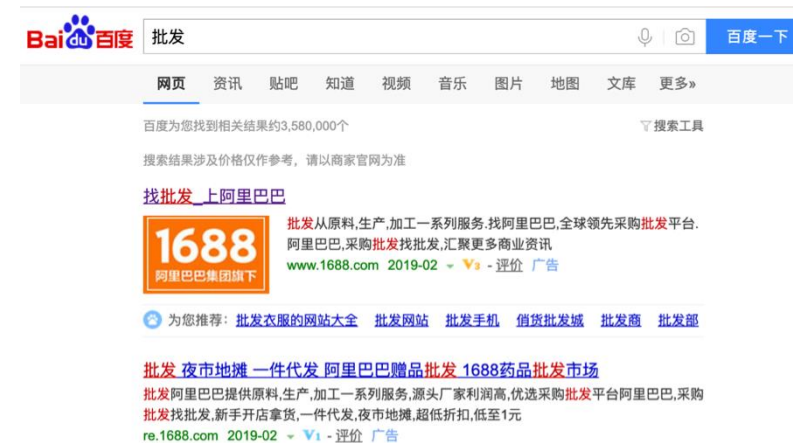 Bai du 百度 批发 百度一下
网页 资讯 贴吧 知道 视频 音乐 图片 地图 文库 更多»
百度为您找到相关结果约3,580,000个 搜索工具
搜索结果涉及价格仅作参考，请以商家官网为准
找批发_上阿里巴巴
1688
阿里巴巴集团旗下
批发从原料,生产,加工一系列服务.找阿里巴巴,全球领先采购批发平台.
阿里巴巴,采购批发找批发,汇聚更多商业资讯
www.1688.com 2019-02 V3 - 评价 广告
为您推荐: 批发衣服的网站大全 批发网站 批发手机 俏货批发城 批发商 批发部
批发 夜市地摊 一件代发 阿里巴巴赠品批发 1688药品批发市场
批发阿里巴巴提供原料,生产,加工一系列服务,源头厂家利润高,优选采购批发平台阿里巴巴,采购
批发找批发,新手开店拿货,一件代发,夜市地摊,超低折扣,低至1元
re.1688.com 2019-02 V1 - 评价 广告